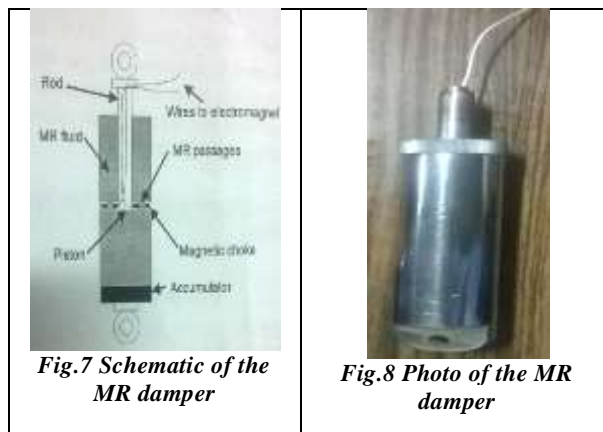 Rod
Wires to electromagnet
MR fluid
MR passages
Piston
Magnetic choke
Accumulator
Fig.7 Schematic of the
MR damper
Fig.8 Photo of the MR
damper